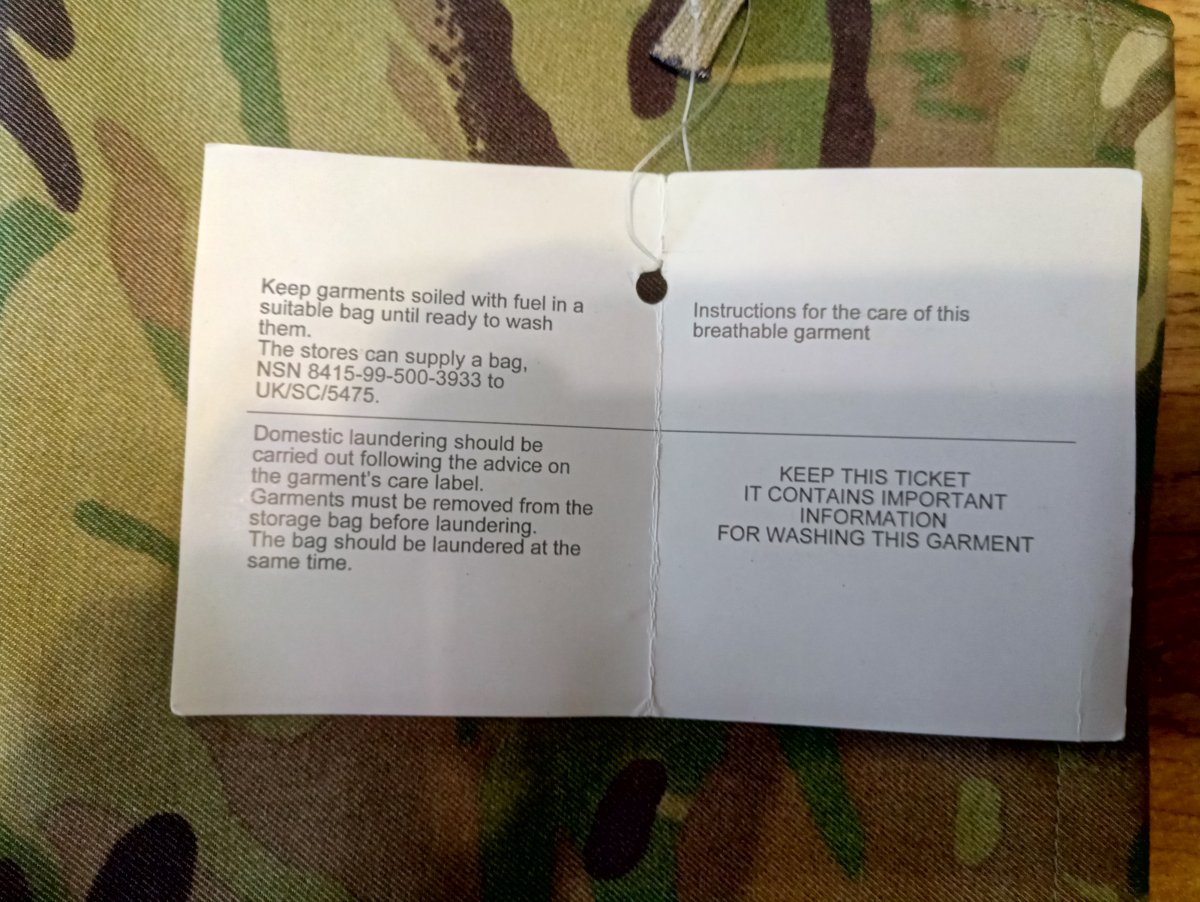 Keep garments soiled with fuel in a
suitable bag until ready to wash
them.
The stores can supply a bag,
NSN 8415-99-500-3933 to
UK/SC/5475.
Domestic laundering should be
carried out following the advice on
the garment's care label.
Garments must be removed from the
storage bag before laundering.
The bag should be laundered at the
same time.
Instructions for the care of this
breathable garment
KEEP THIS TICKET
IT CONTAINS IMPORTANT
INFORMATION
FOR WASHING THIS GARMENT